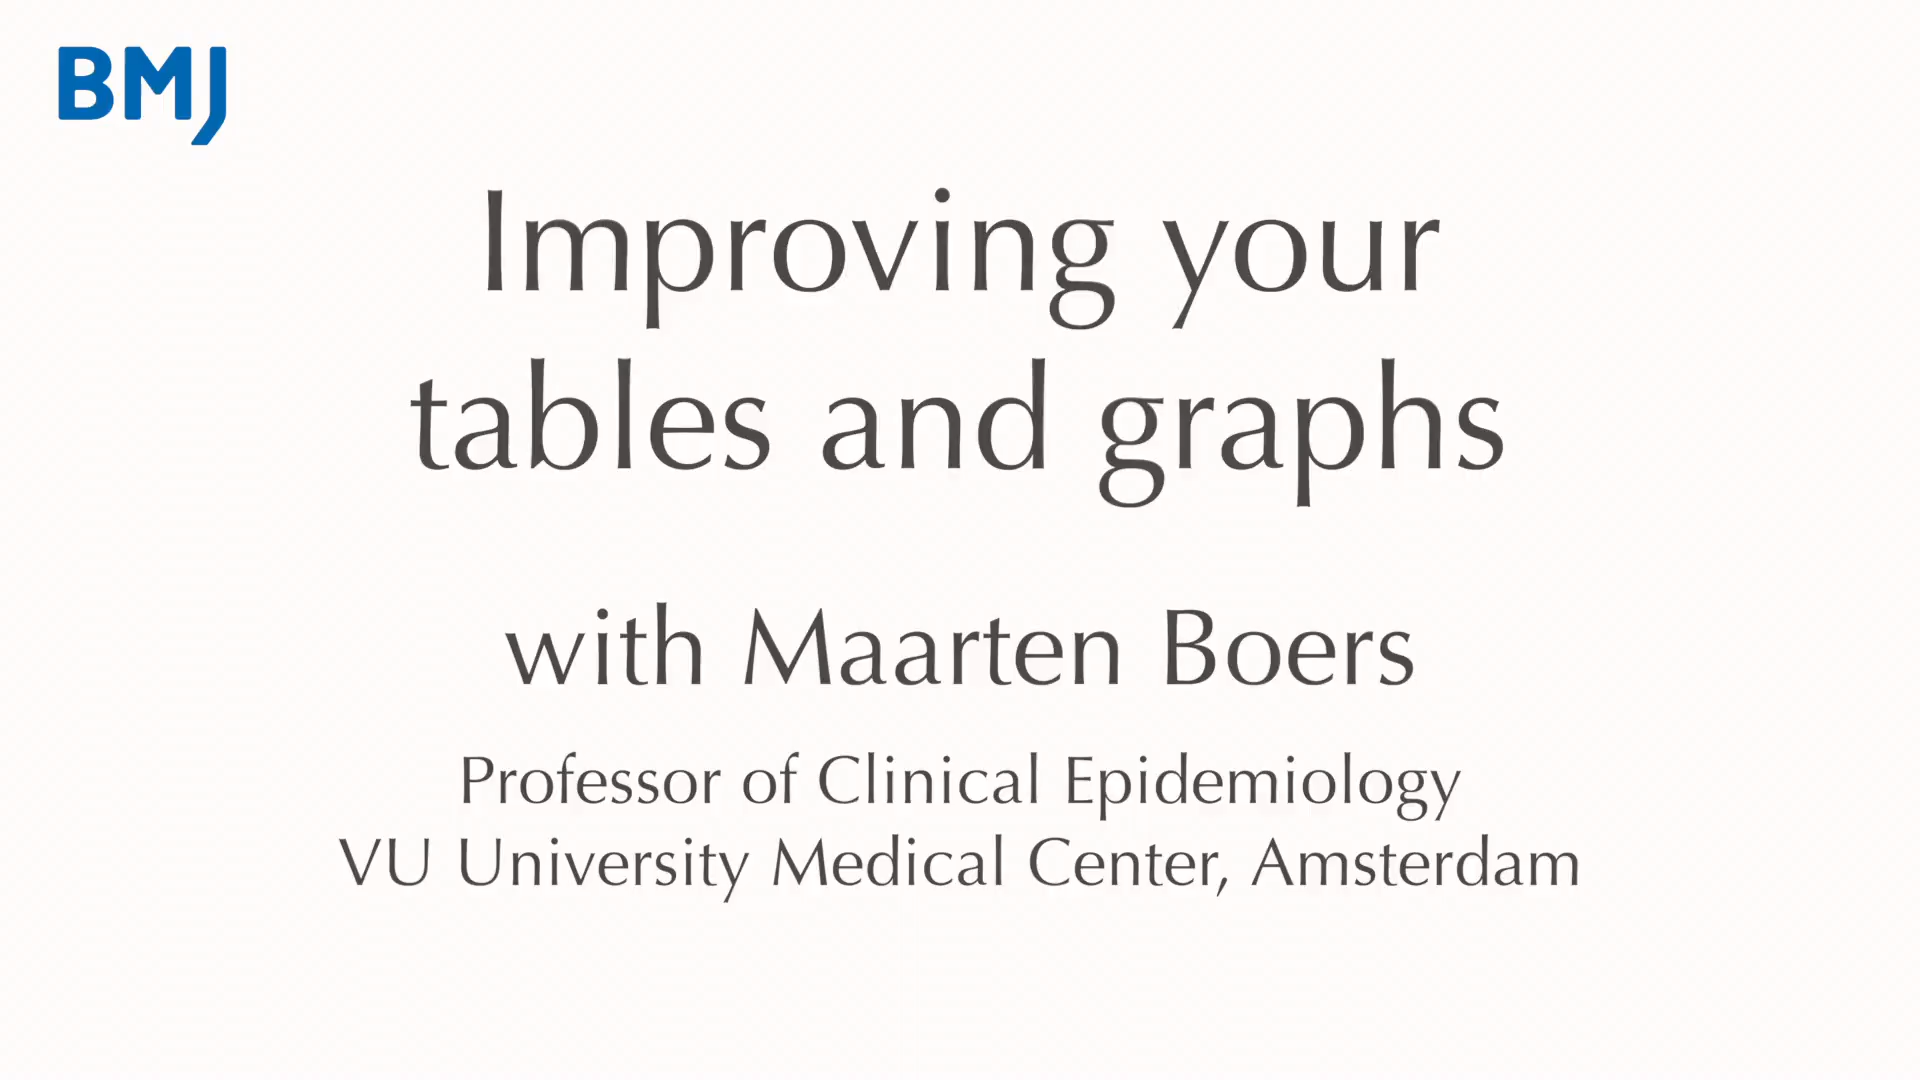 BMJ
Improving your
tables and graphs
with Maarten Boers
Professor of Clinical Epidemiology
VU University Medical Center, Amsterdam